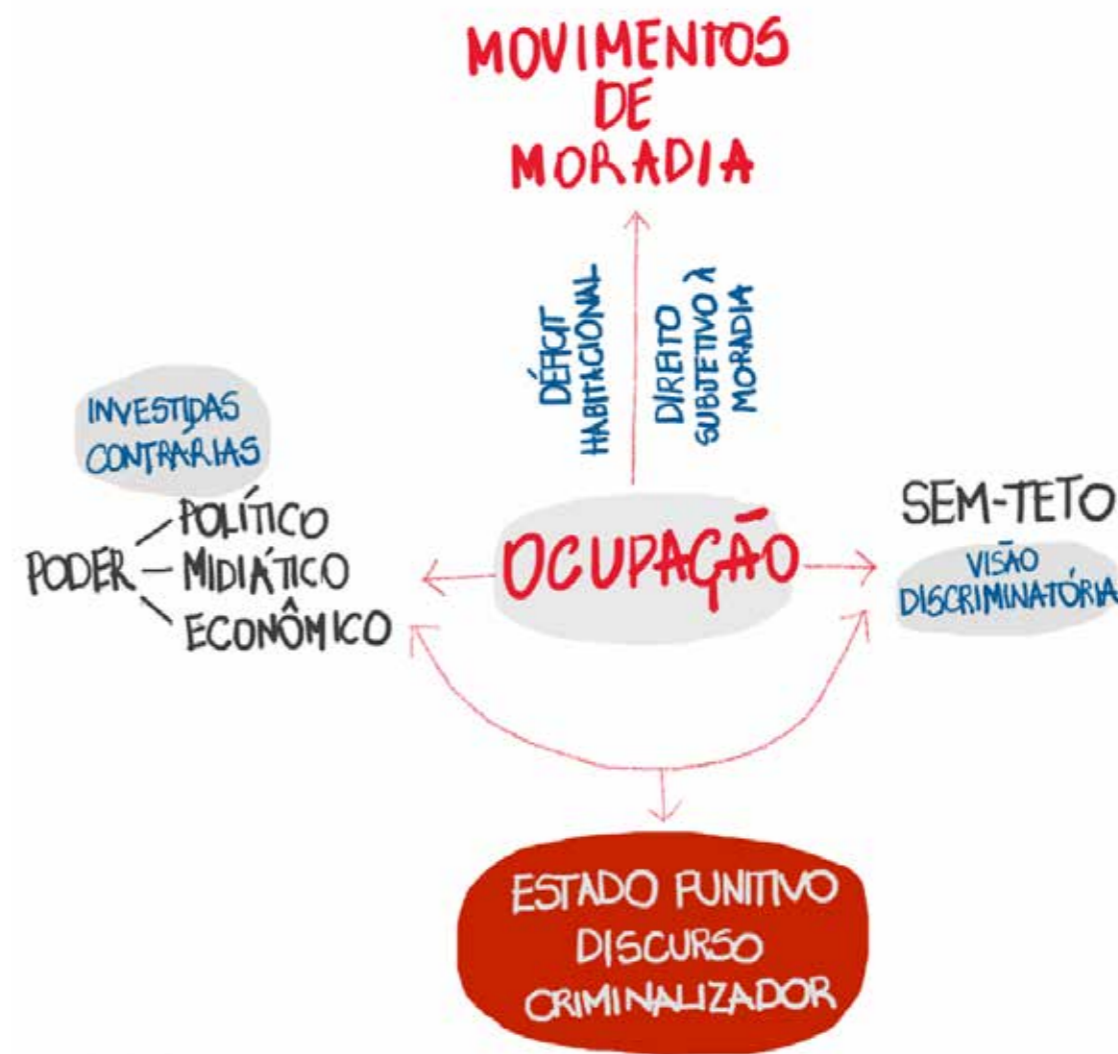 MOVIMENTOS
DE
MORADIA
DÉFICIT
HABITACIONAL
DIREITO
SUBJETIVO À
MORADIA
INVESTIDAS
CONTRÁRIAS
PODER
POLÍTICO
MIDIÁTICO
ECONÔMICO
OCUPAÇÃO
SEM-TETO
VISÃO
DISCRIMINATÓRIA
ESTADO PUNITIVO
DISCURSO
CRIMINALIZADOR